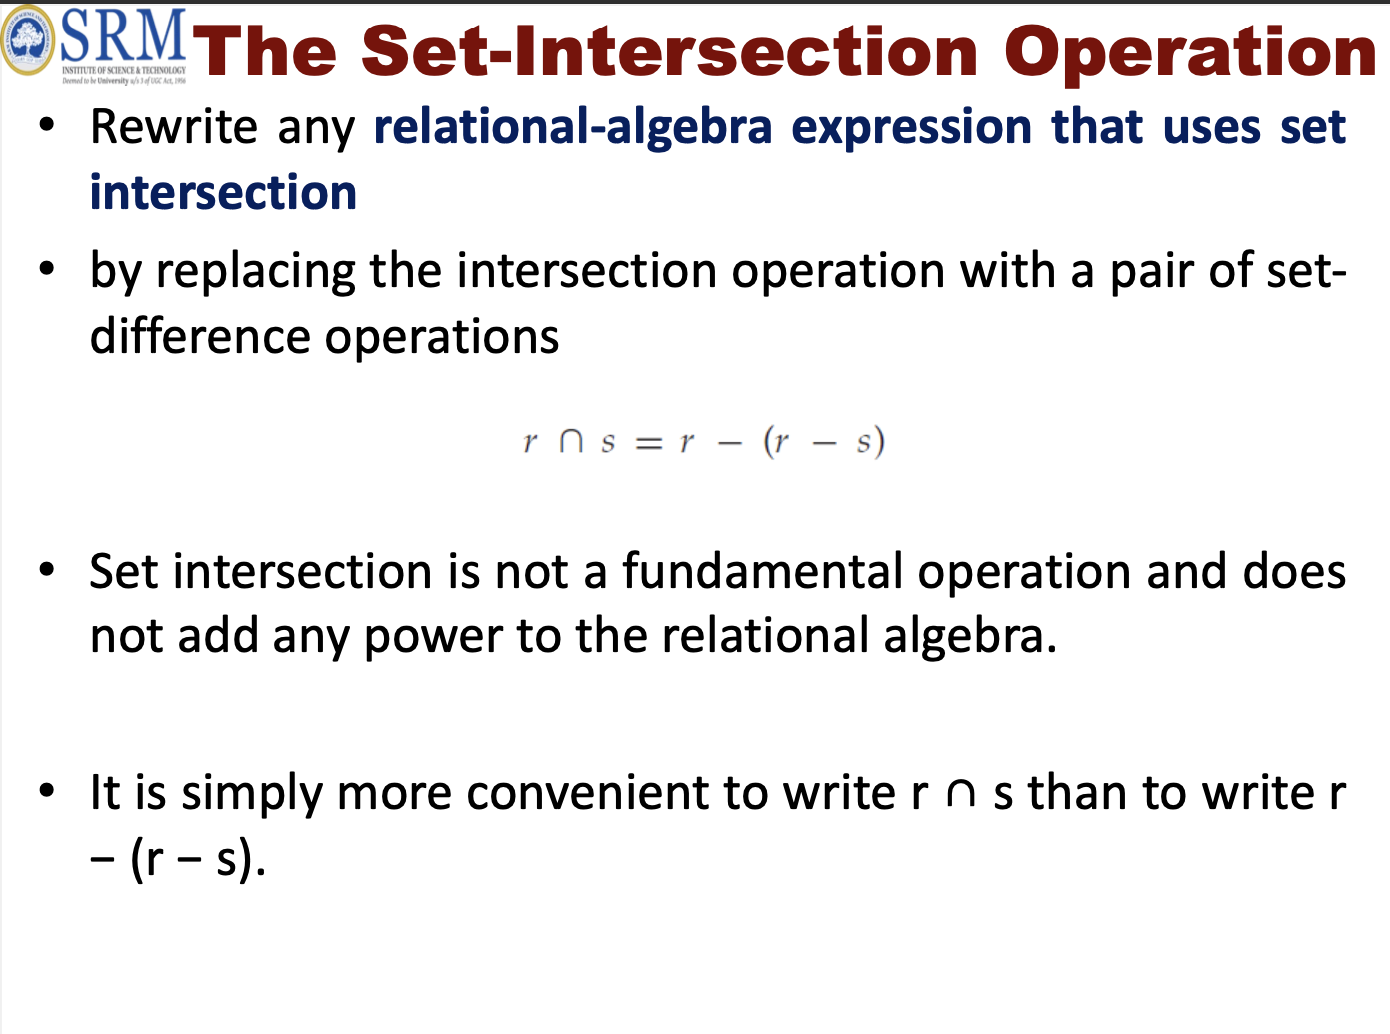 SRM
INSTITUTE OF SCIENCE & TECHNOLOGY
Deemed to be University u/s 3 of UGC Act, 1956
The Set-Intersection Operation
• Rewrite any relational-algebra expression that uses set
intersection
• by replacing the intersection operation with a pair of set-
difference operations
r ∩ s = r − (r − s)
• Set intersection is not a fundamental operation and does
not add any power to the relational algebra.
• It is simply more convenient to write r ∩ s than to write r
− (r − s).